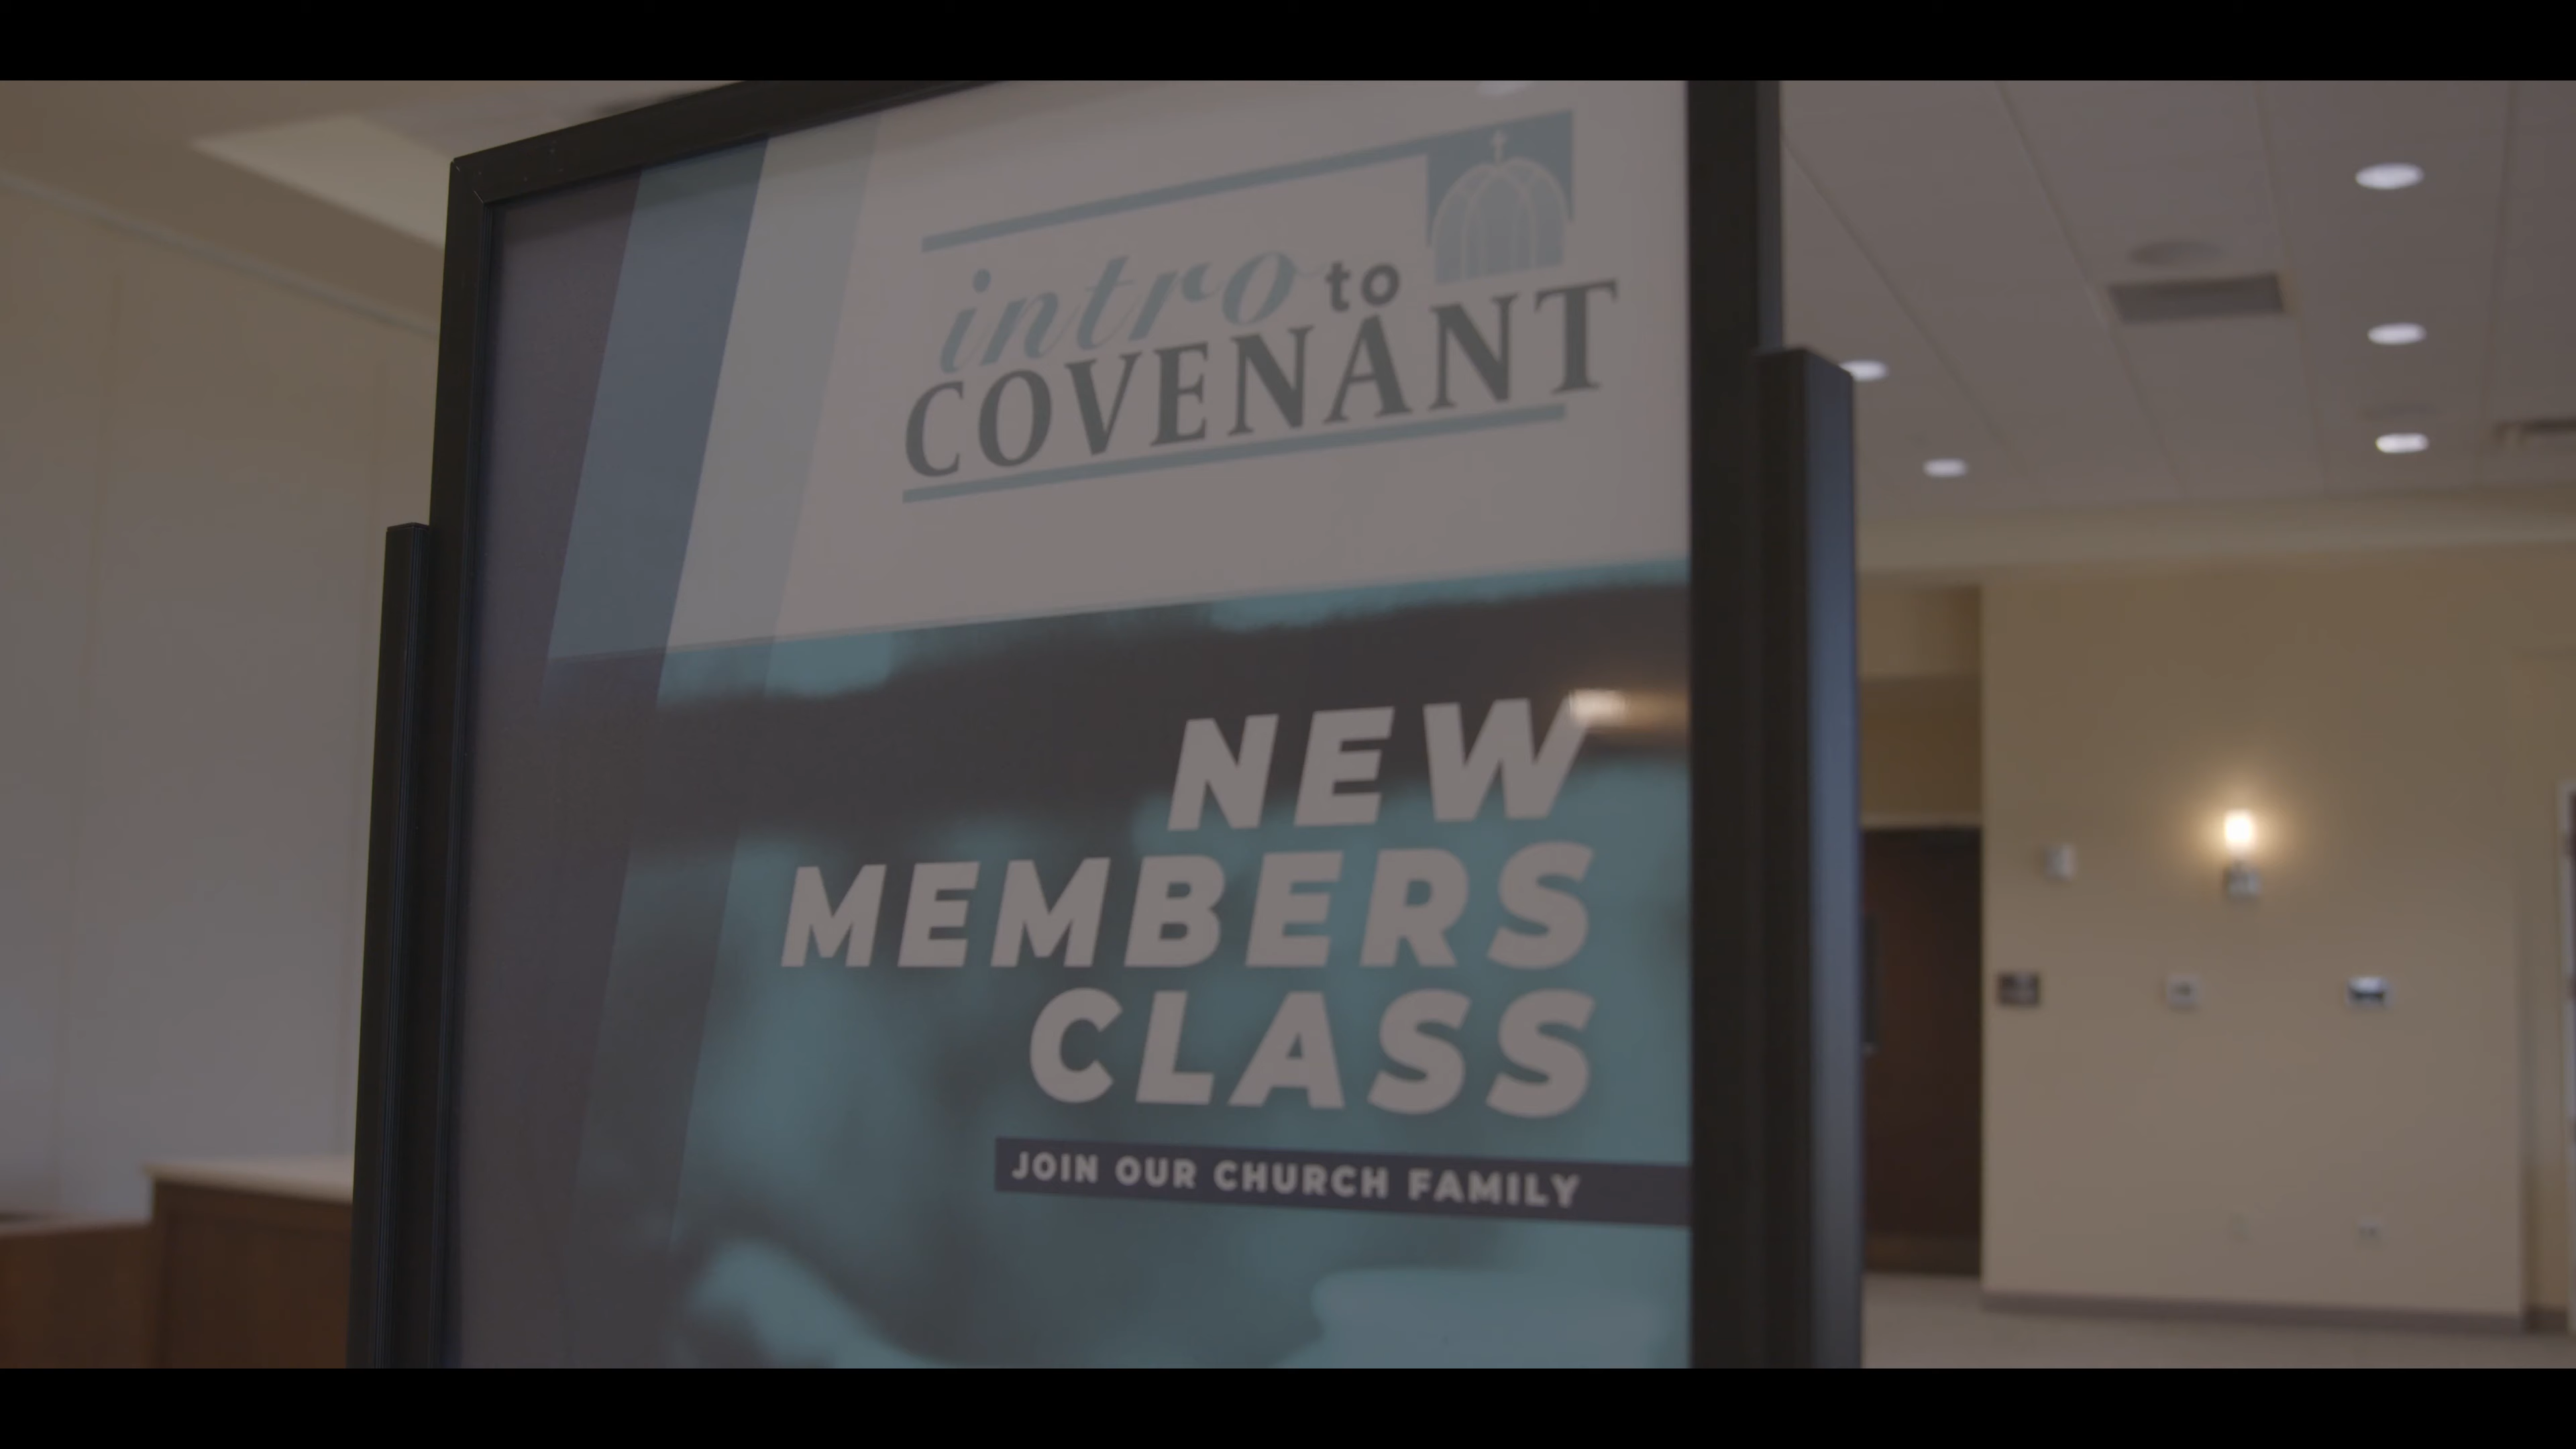 intro to
COVENANT
NEW
MEMBERS
CLASS
JOIN OUR CHURCH FAMILY